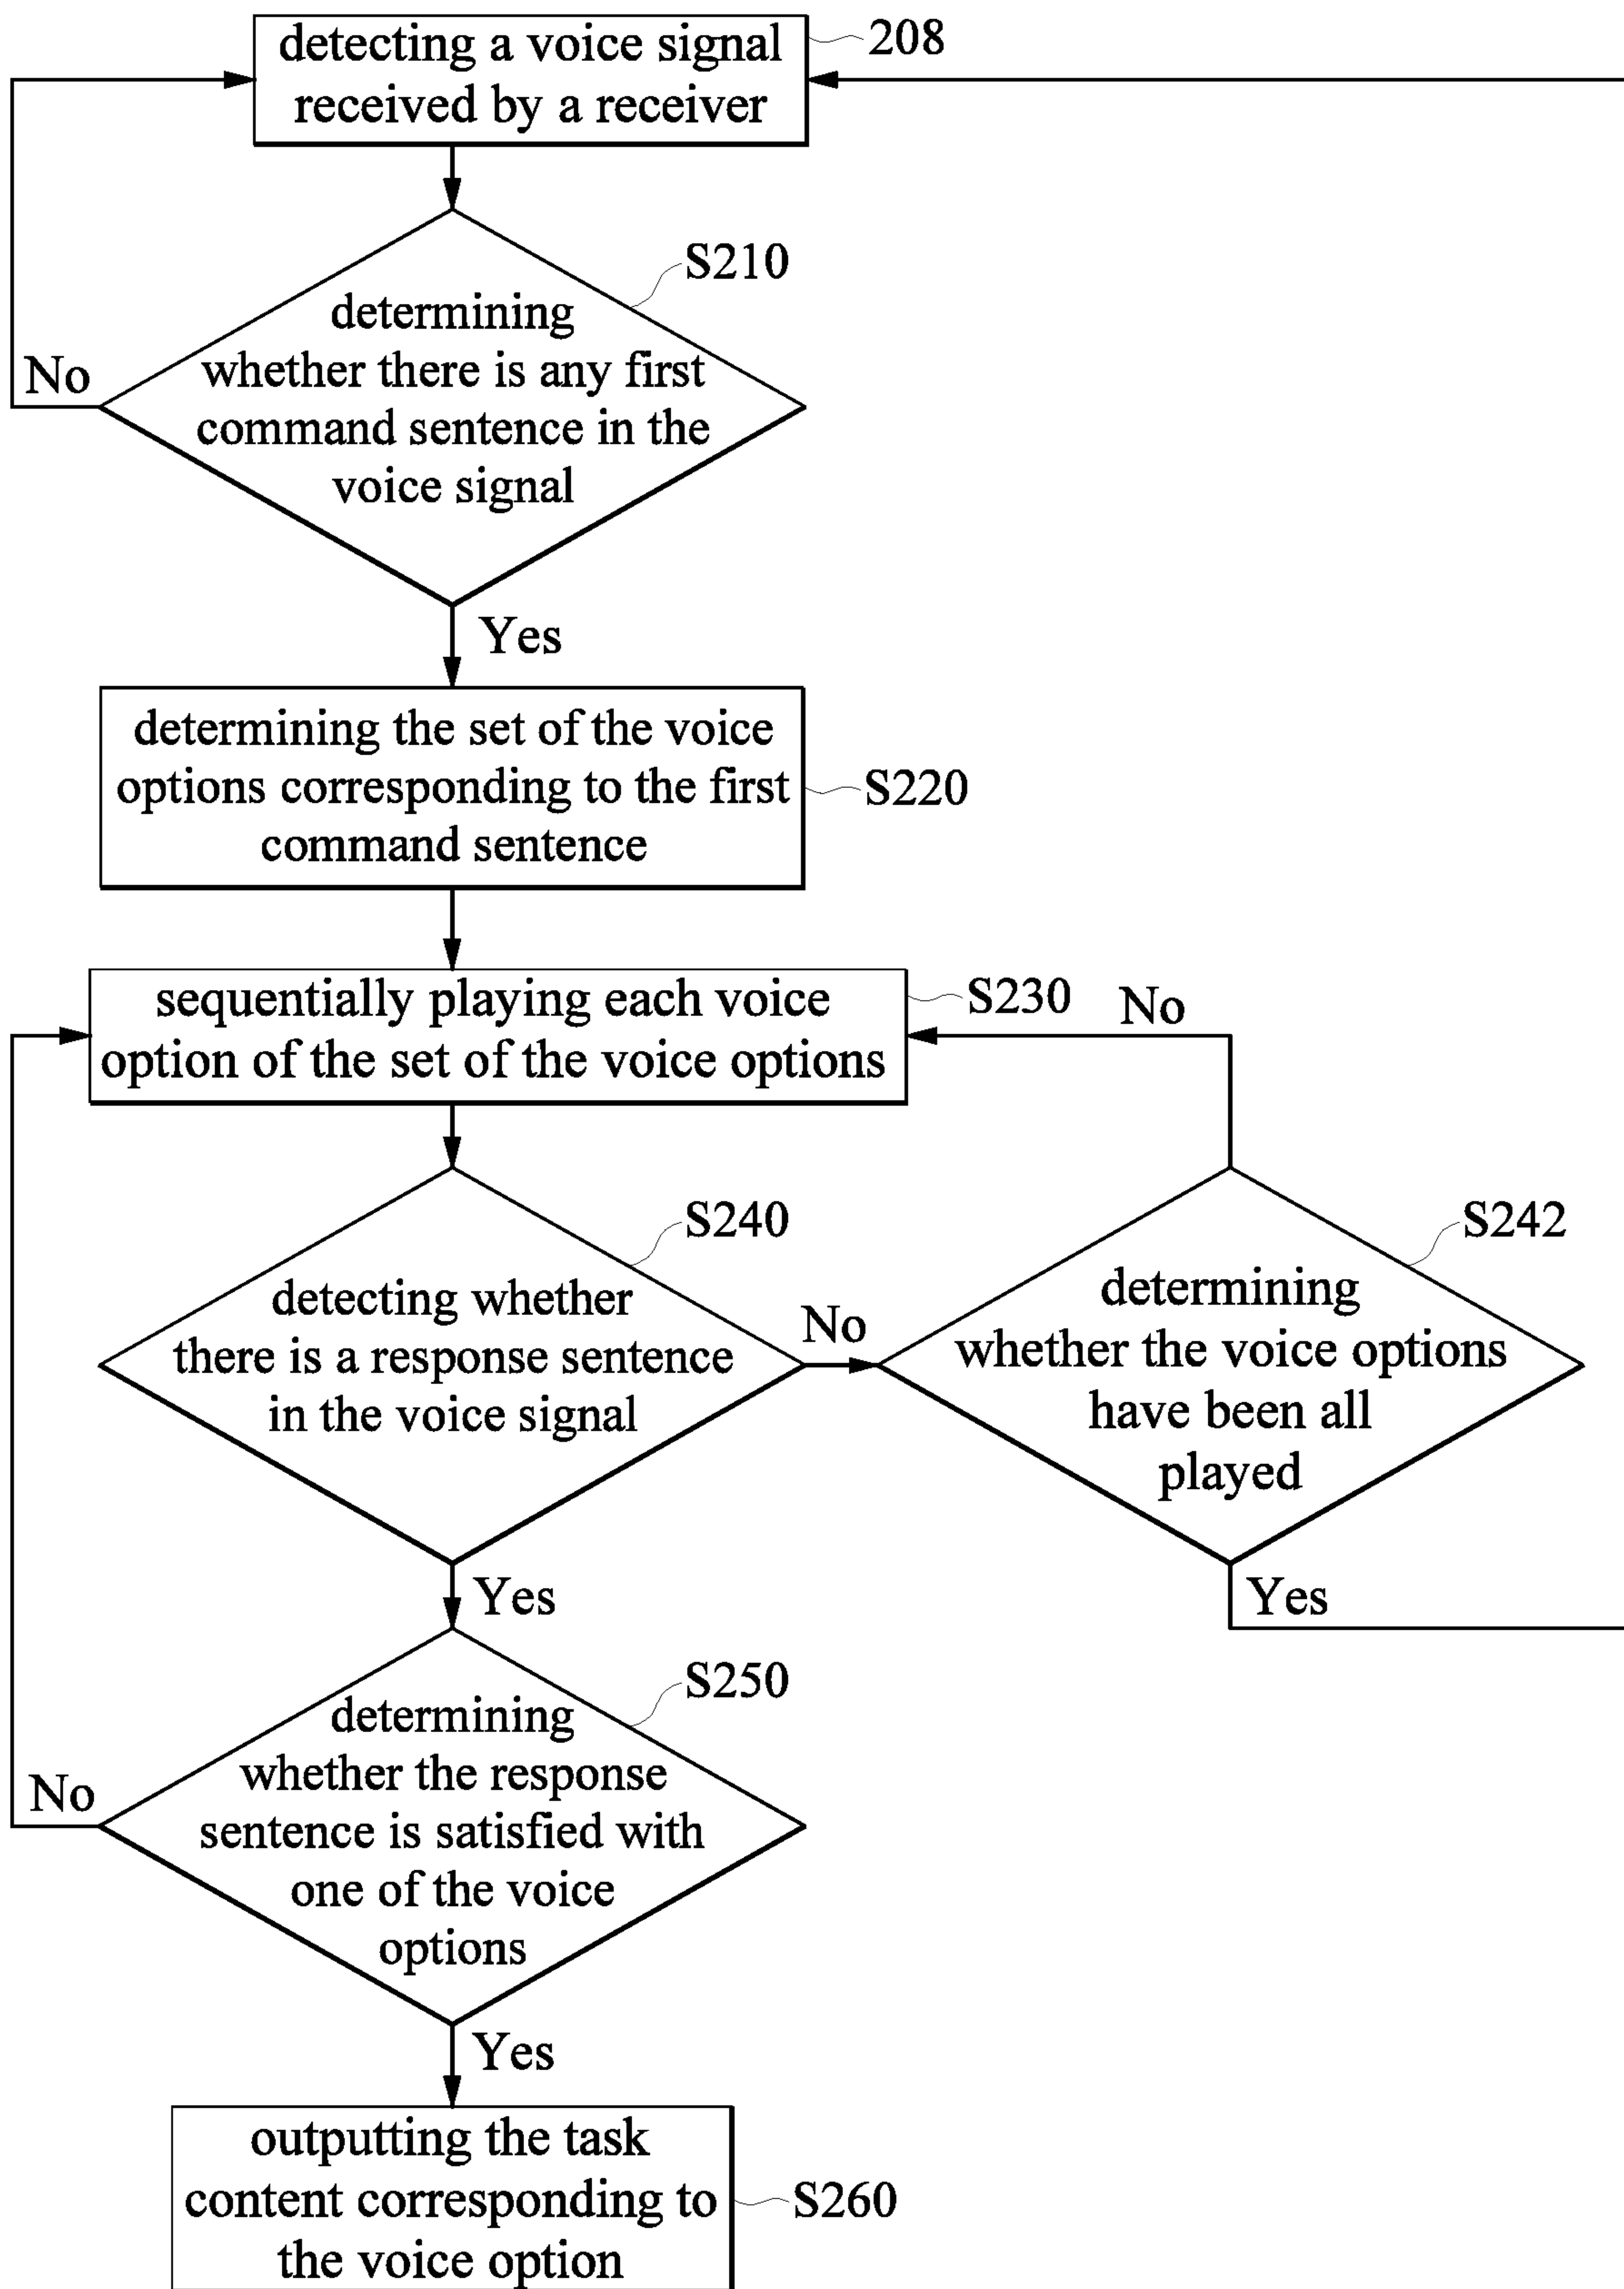 detecting a voice signal
received by a receiver
208
S210
determining
whether there is any first
command sentence in the
voice signal
No
Yes
determining the set of the voice
options corresponding to the first
command sentence
S220
sequentially playing each voice
option of the set of the voice options
S230
No
S240
detecting whether
there is a response sentence
in the voice signal
No
S242
determining
whether the voice options
have been all
played
Yes
Yes
S250
determining
whether the response
sentence is satisfied with
one of the voice
options
No
Yes
outputting the task
content corresponding to
the voice option
S260